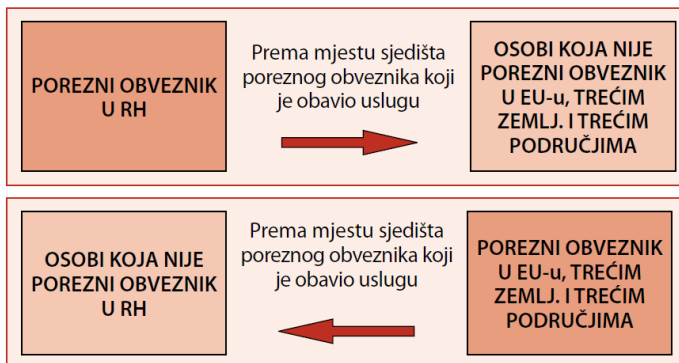 POREZNI OBVEZNIK
U RH
Prema mjestu sjedišta
poreznog obveznika koji
je obavio uslugu
OSOBI KOJA NIJE
POREZNI OBVEZNIK
U EU-u, TREĆIM
ZEMLJ. I TREĆIM
PODRUČJIMA
OSOBI KOJA NIJE
POREZNI OBVEZNIK
U RH
Prema mjestu sjedišta
poreznog obveznika koji
je obavio uslugu
POREZNI OBVEZNIK
U EU-u, TREĆIM
ZEMLJ. I TREĆIM
PODRUČJIMA